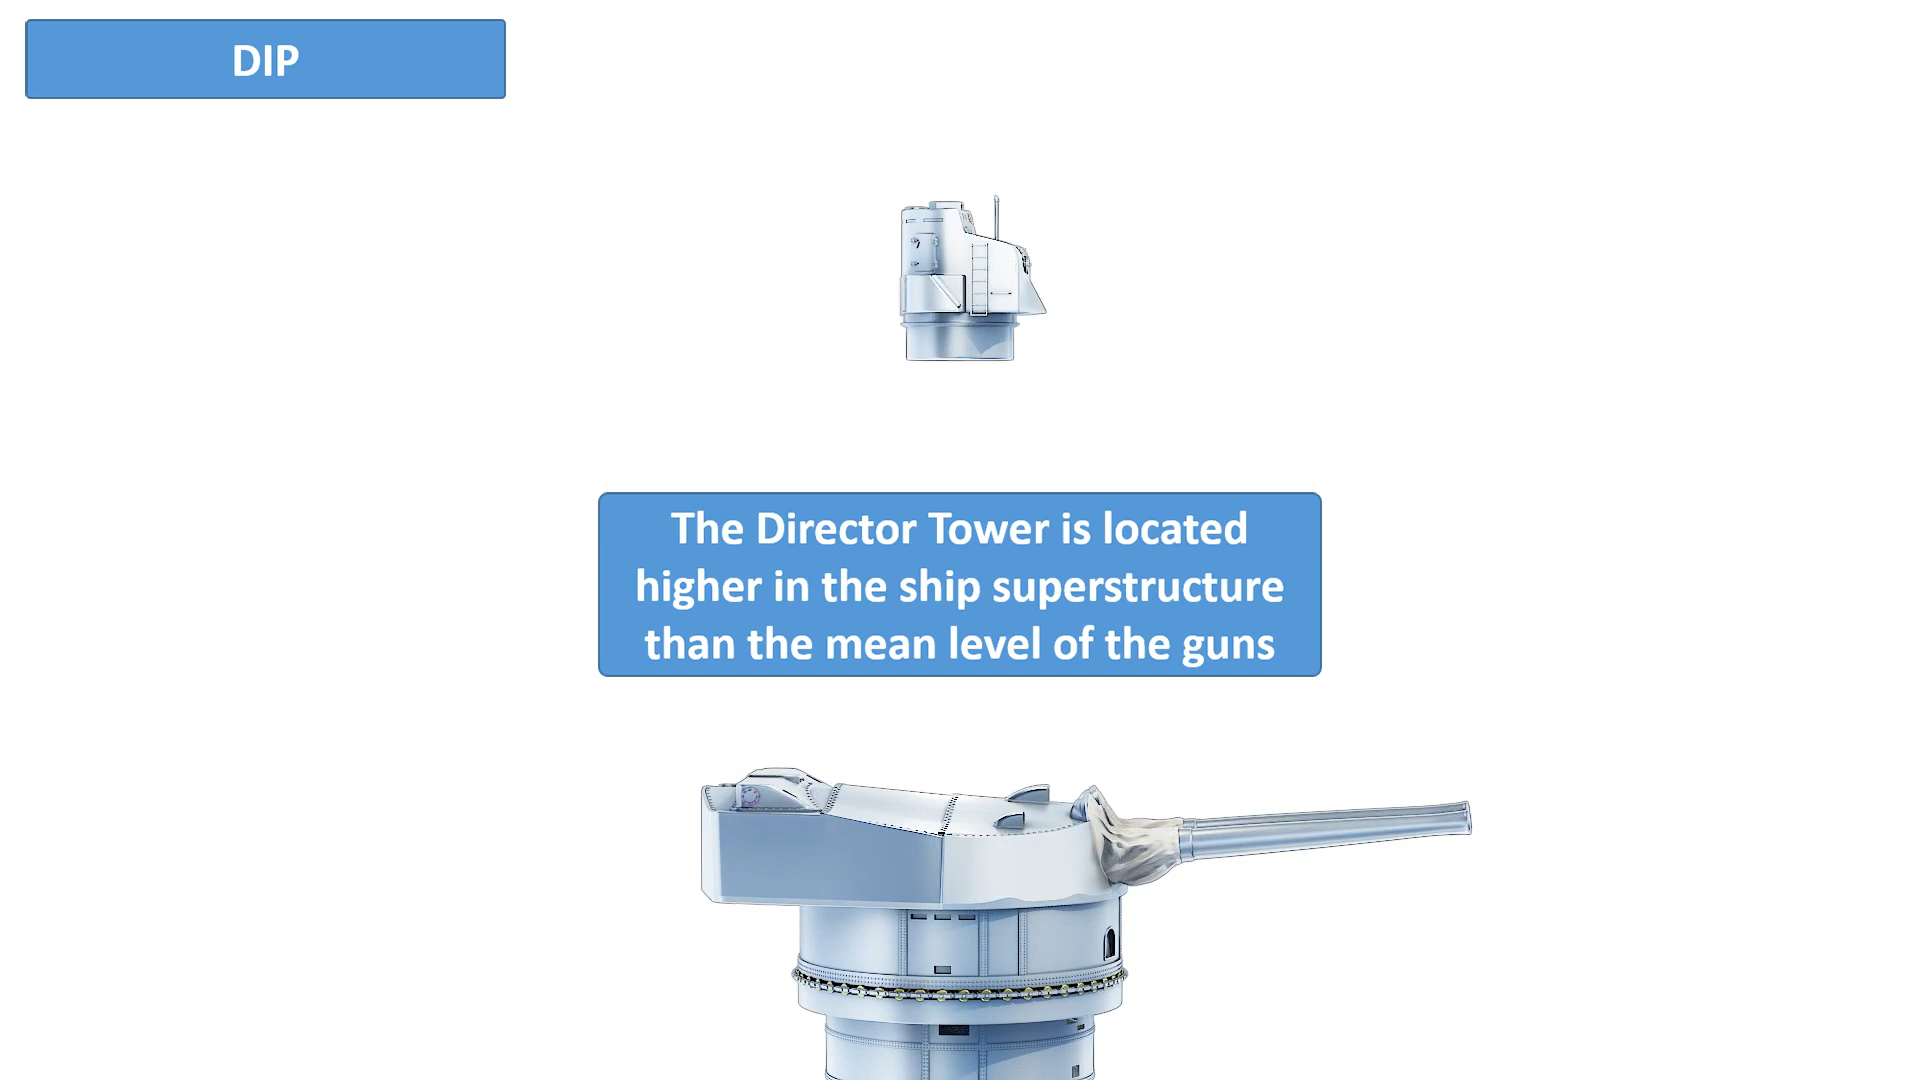 DIP
The Director Tower is located
higher in the ship superstructure
than the mean level of the guns